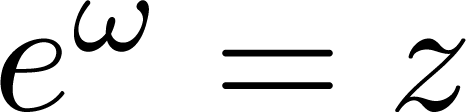 e^ω = z